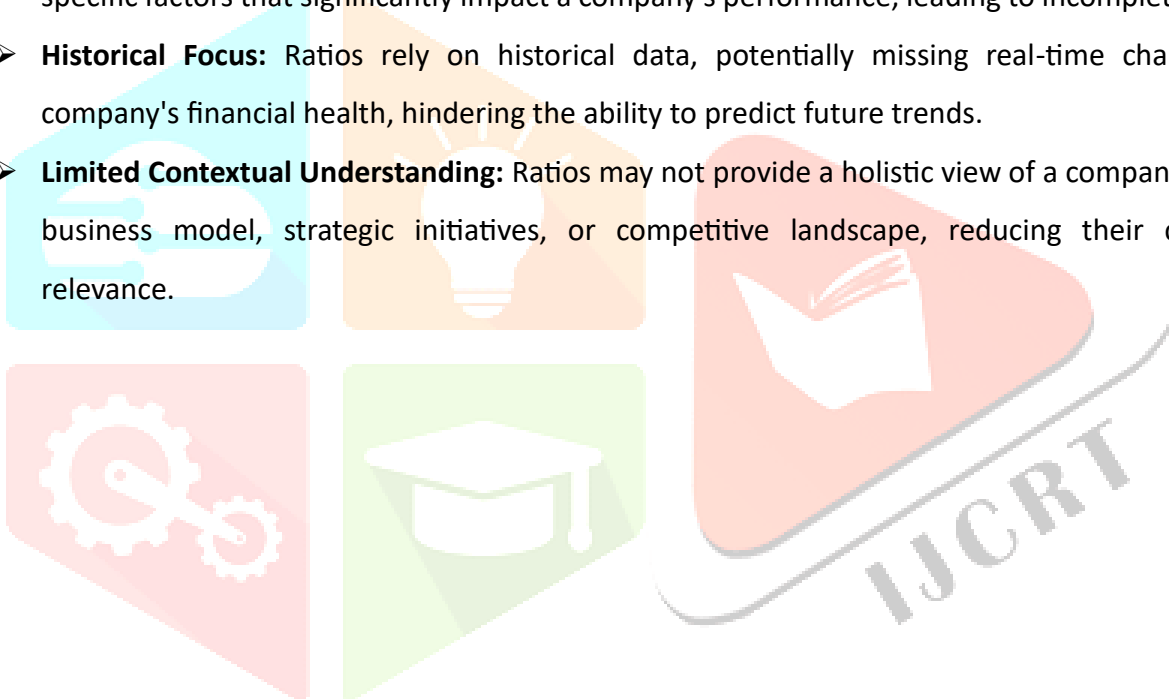 specific factors that significantly impact a company's performance, leading to incomplet
➢ Historical Focus: Ratios rely on historical data, potentially missing real-time cha
company's financial health, hindering the ability to predict future trends.
➢ Limited Contextual Understanding: Ratios may not provide a holistic view of a compan
business model, strategic initiatives, or competitive landscape, reducing their
relevance.
IJCRT